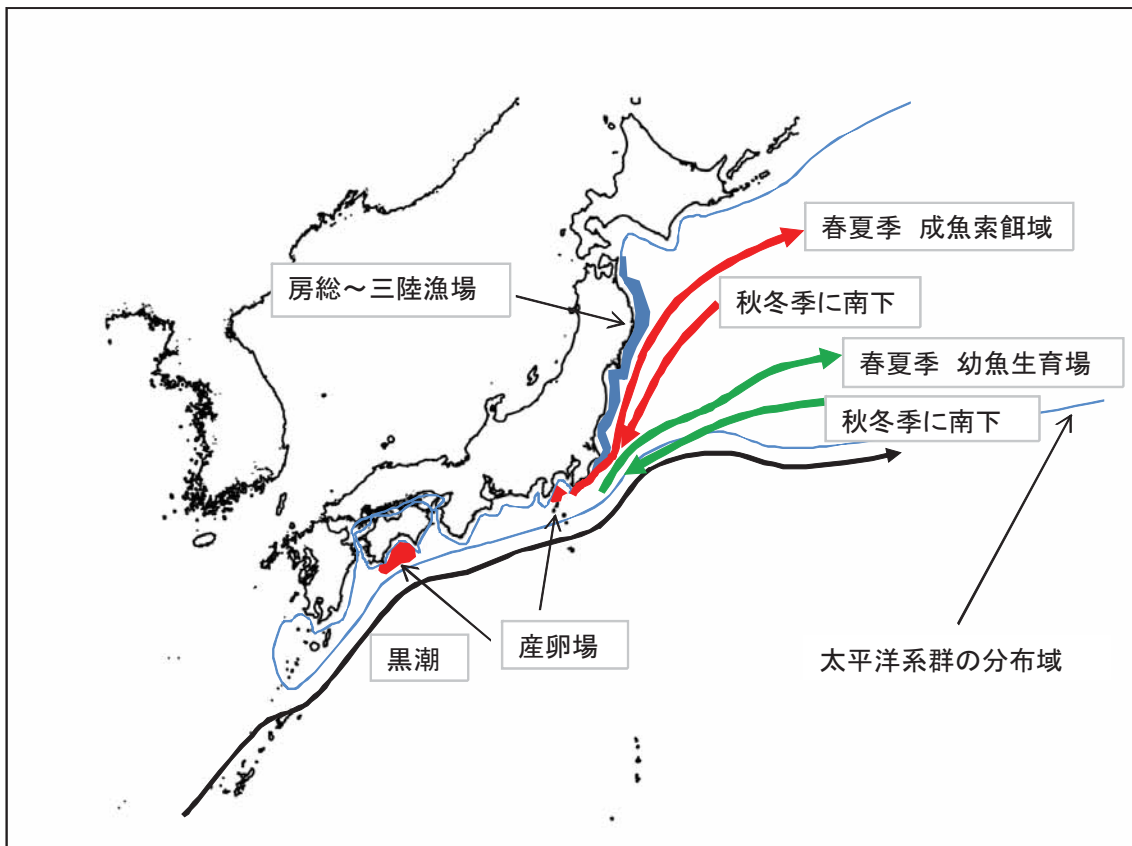 春夏季 成魚索餌域
房総～三陸漁場
秋冬季に南下
春夏季 幼魚生育場
秋冬季に南下
産卵場
黒潮
太平洋系群の分布域